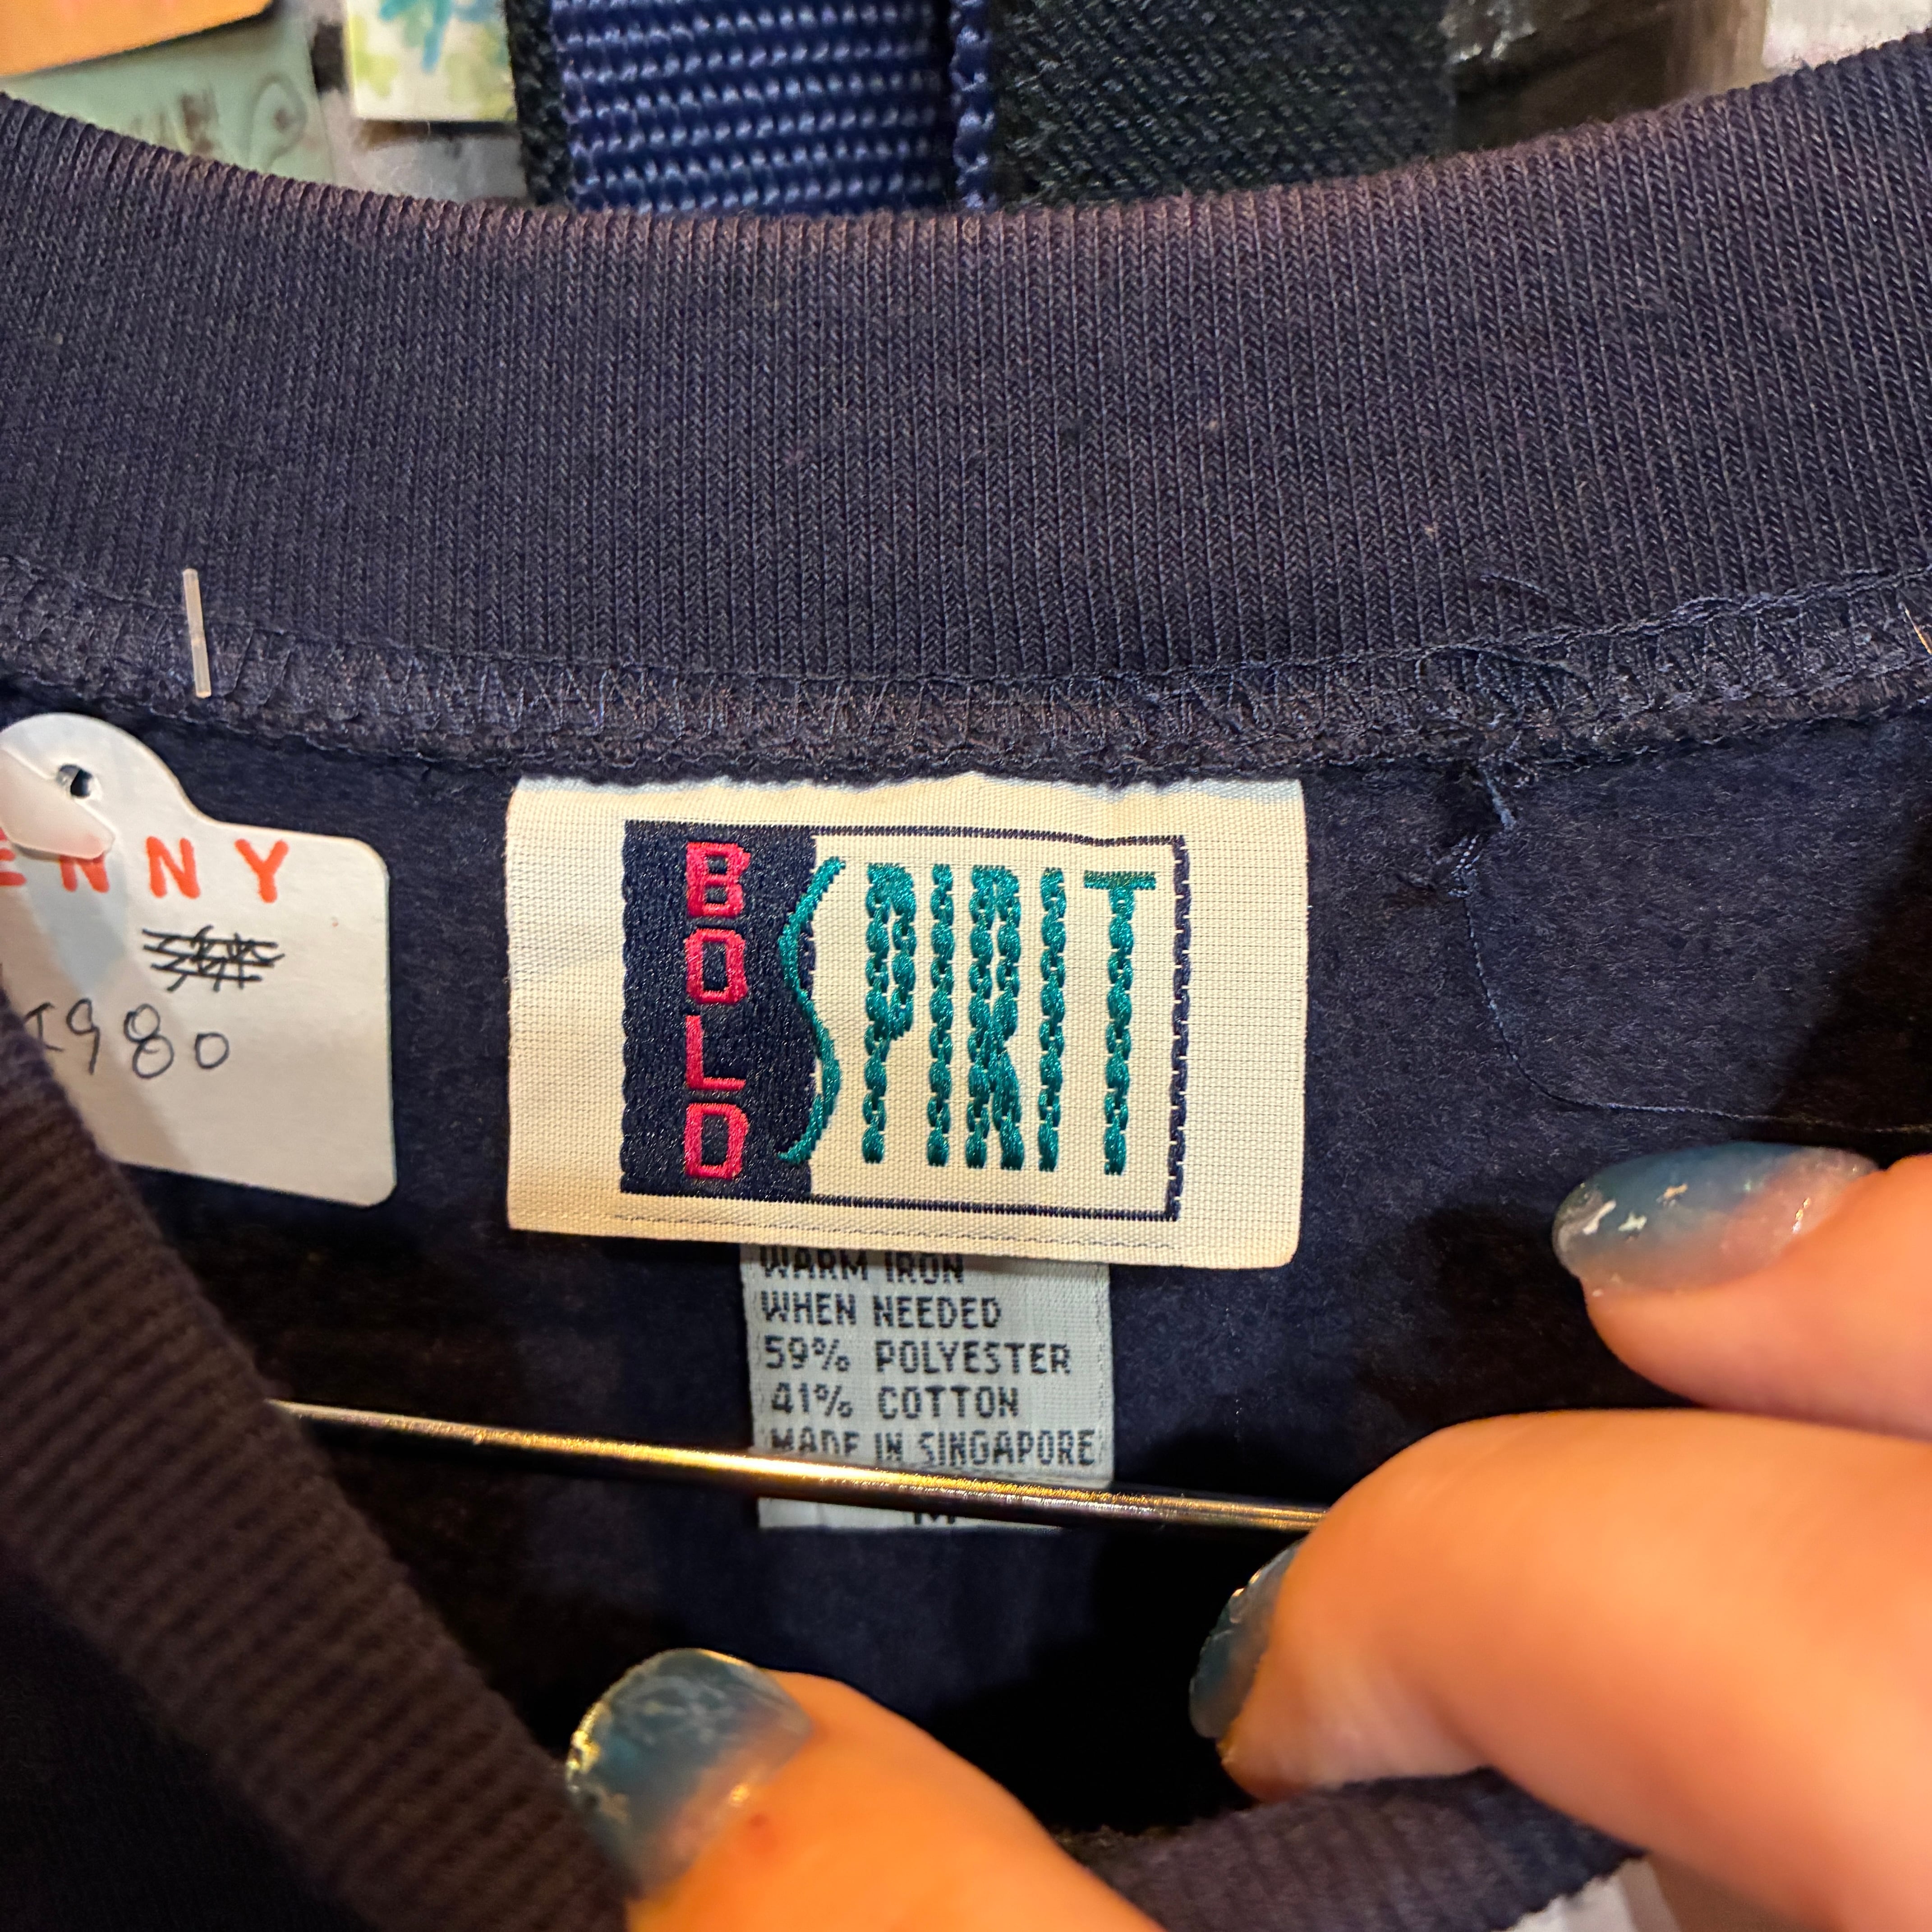 ENNY
1980
BOLD
SPIRIT
WARM IRON
WHEN NEEDED
59% POLYESTER
41% COTTON
MADE IN SINGAPORE
M